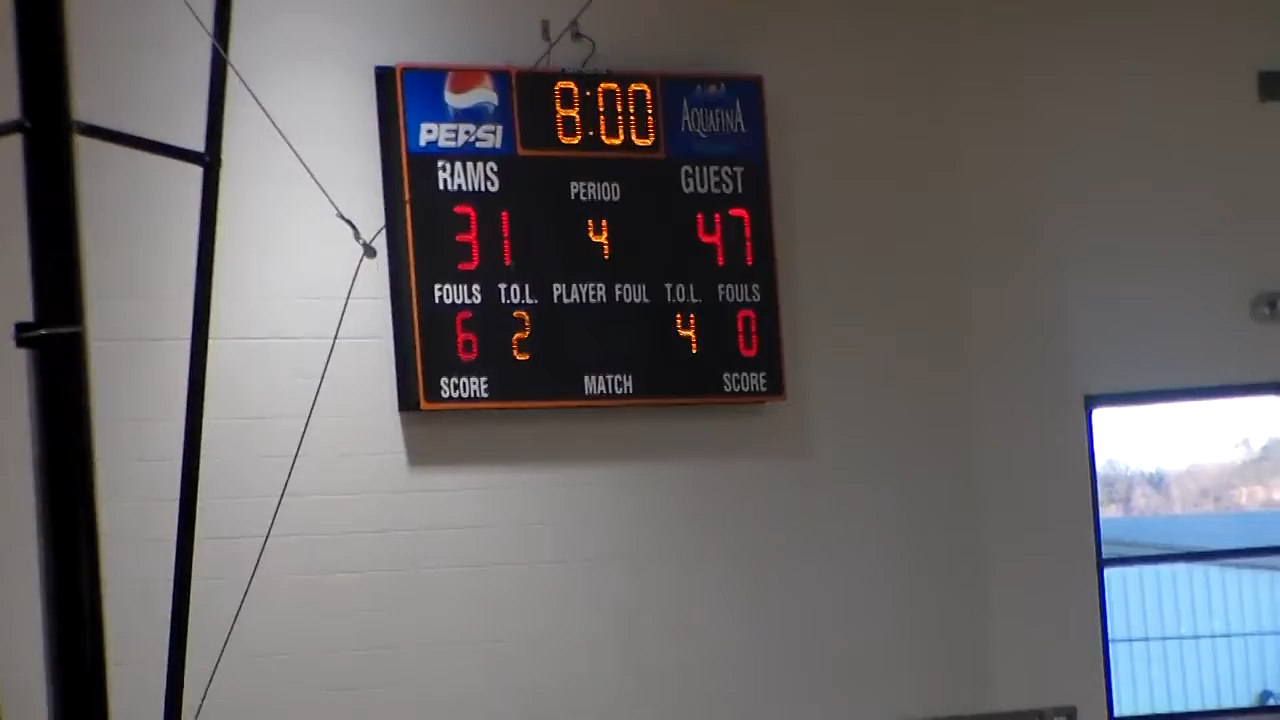 PEPSI 8:00 AQUAFINA
RAMS PERIOD GUEST
31 4 47
FOULS T.O.L. PLAYER FOUL T.O.L. FOULS
6 2 4 0
SCORE MATCH SCORE